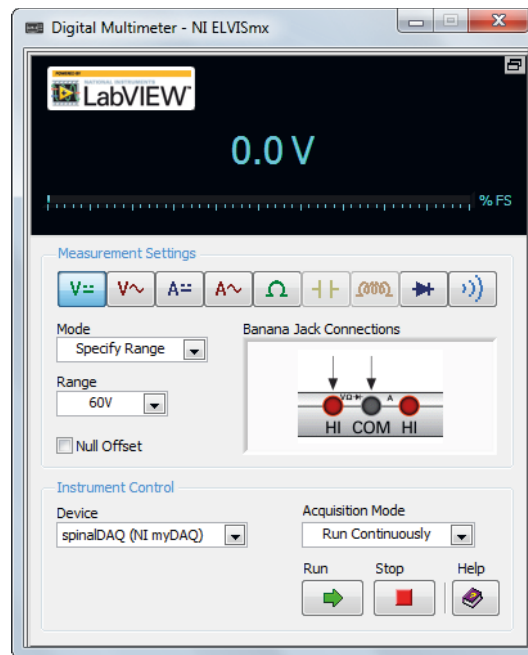 Digital Multimeter - NI ELVISmx
POWERED BY
NATIONAL INSTRUMENTS
LabVIEW™
0.0 V
% FS
Measurement Settings
V V A A Ω
Mode
Banana Jack Connections
Specify Range
Range
60V
VΩ A
HI COM HI
Null Offset
Instrument Control
Device
Acquisition Mode
spinalDAQ (NI myDAQ)
Run Continuously
Run Stop Help